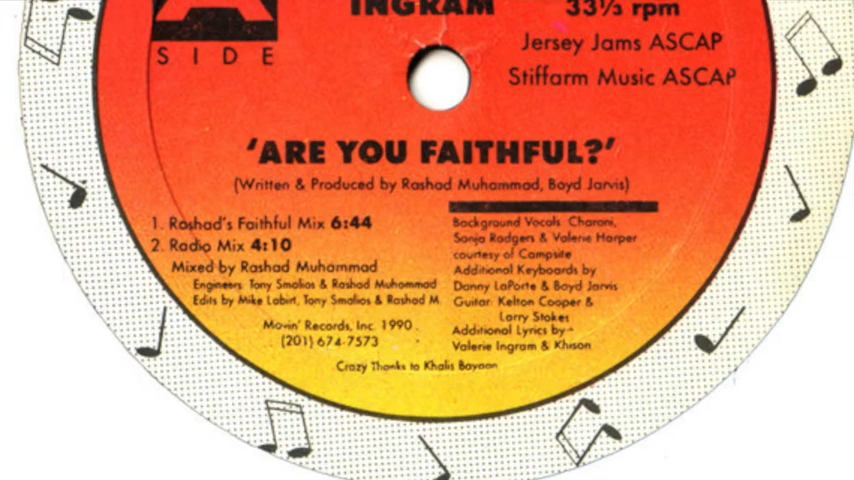 A
SIDE
INGRAM
33⅓ rpm
Jersey Jams ASCAP
Stiffarm Music ASCAP
'ARE YOU FAITHFUL?'
(Written & Produced by Rashad Muhammad, Boyd Jarvis)
1. Rashad's Faithful Mix 6:44
2. Radio Mix 4:10
Mixed by Rashad Muhammad
Engineers Tony Smalios & Rashad Muhammad
Edits by Mike Labirt, Tony Smalios & Rashad M.
Movin' Records, Inc. 1990.
(201) 674-7573
Background Vocals Charoni,
Sonja Rodgers & Valerie Harper
courtesy of Campsite
Additional Keyboards by
Danny LaPorte & Boyd Jarvis
Guitar: Kelton Cooper &
Larry Stokes
Additional Lyrics by
Valerie Ingram & Khison
Crazy Thanks to Khalis Bayaan